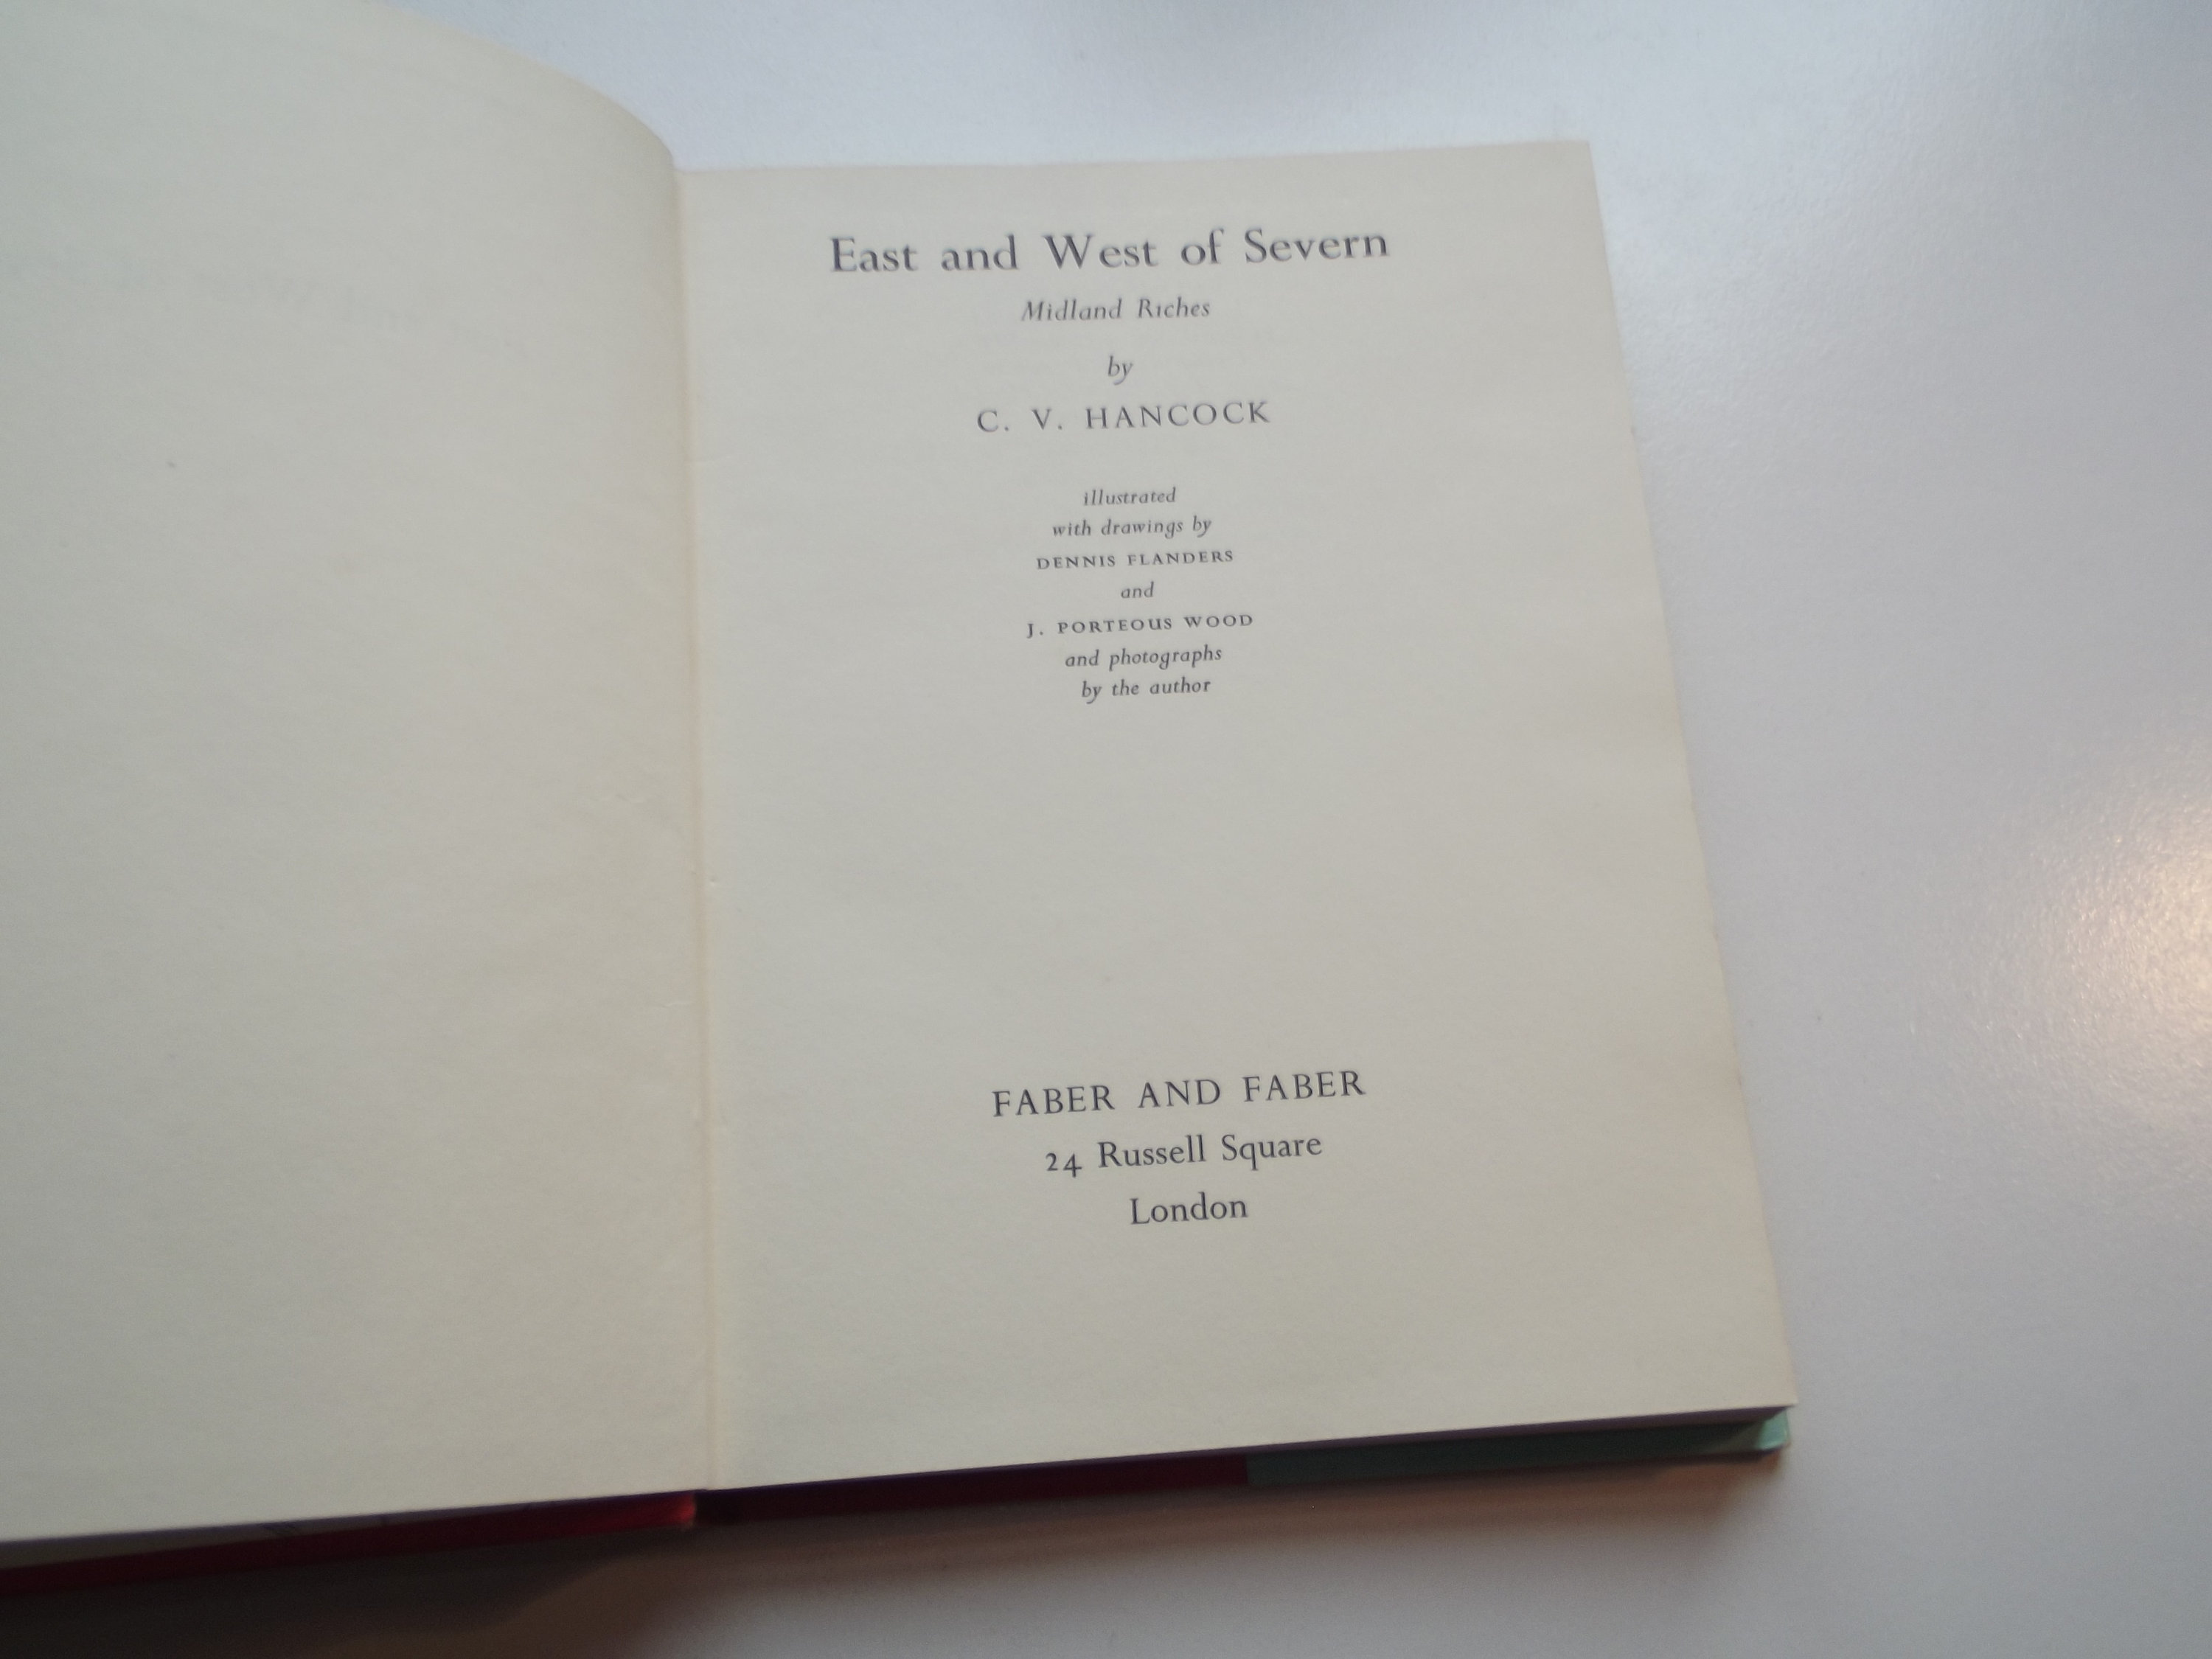 East and West of Severn
Midland Riches
by
C. V. HANCOCK
illustrated
with drawings by
DENNIS FLANDERS
and
J. PORTEOUS WOOD
and photographs
by the author
FABER AND FABER
24 Russell Square
London